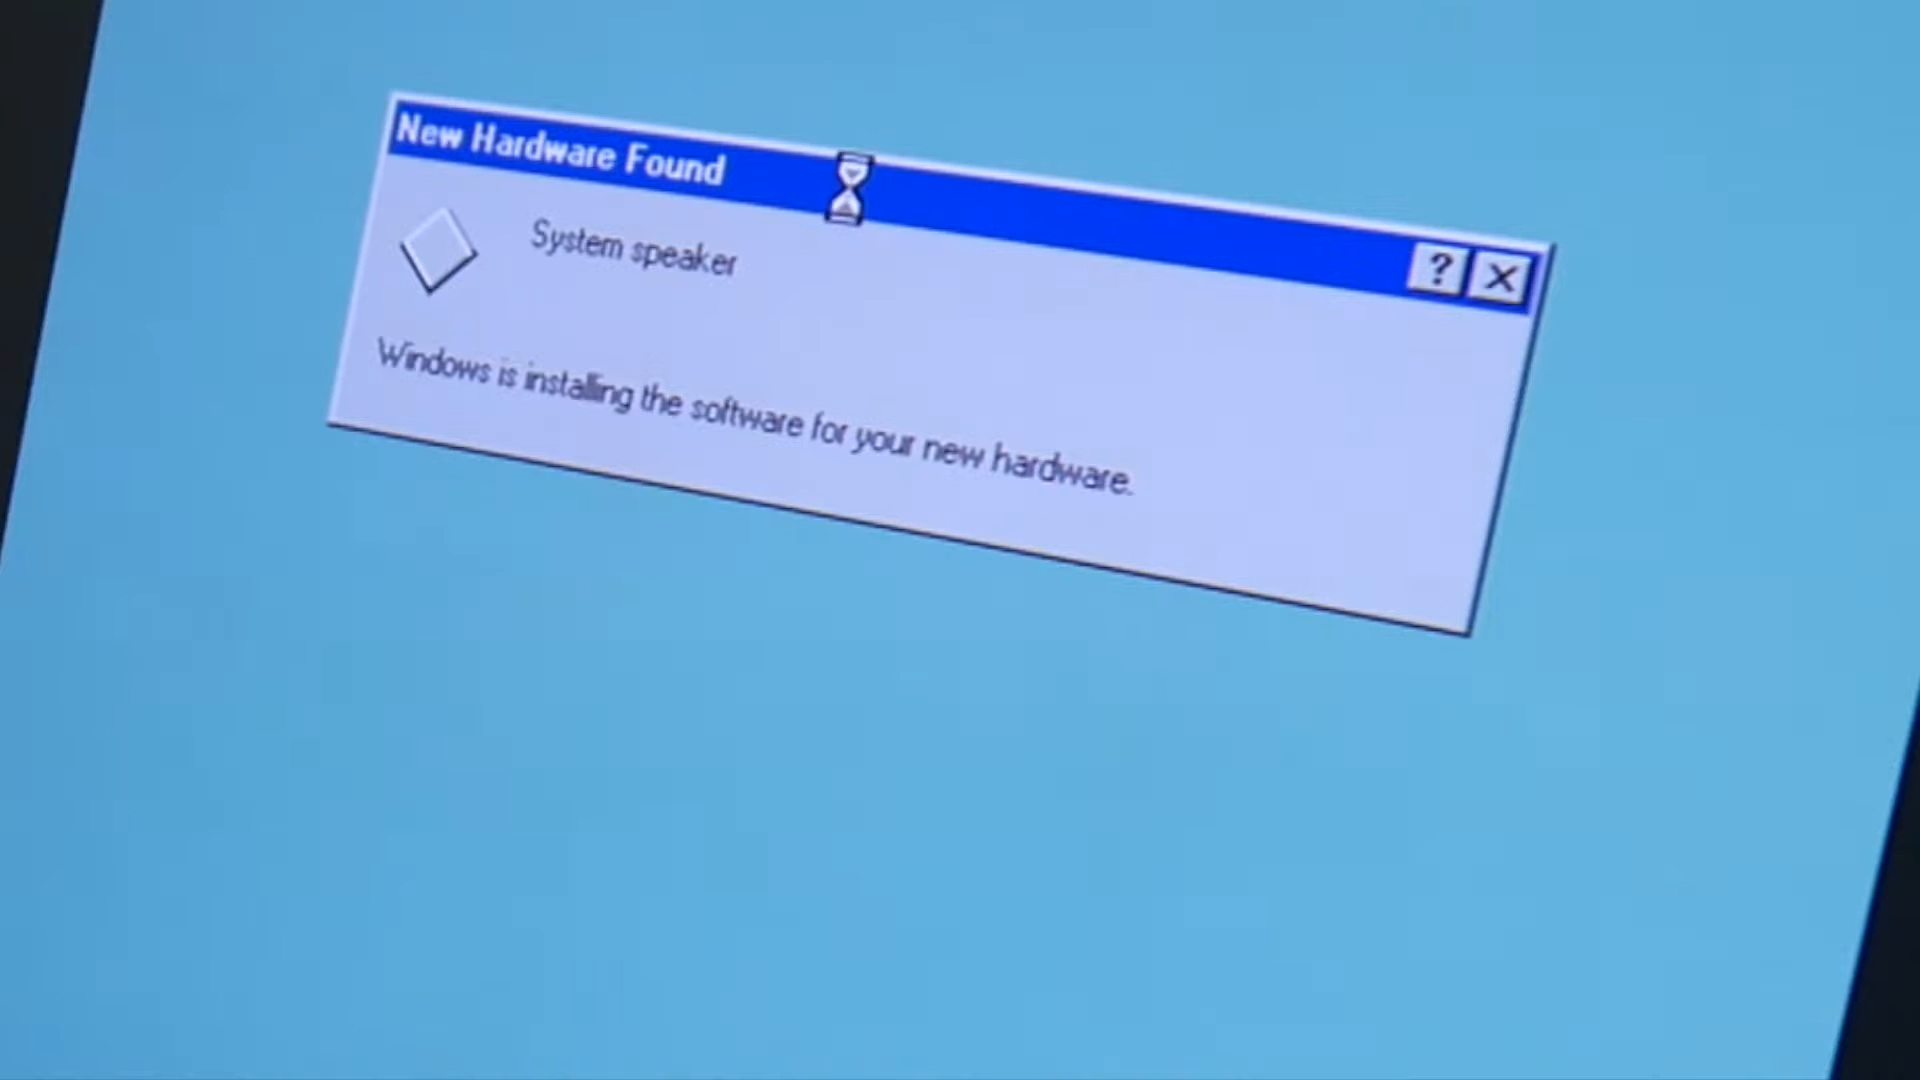 New Hardware Found
System speaker
Windows is installing the software for your new hardware.